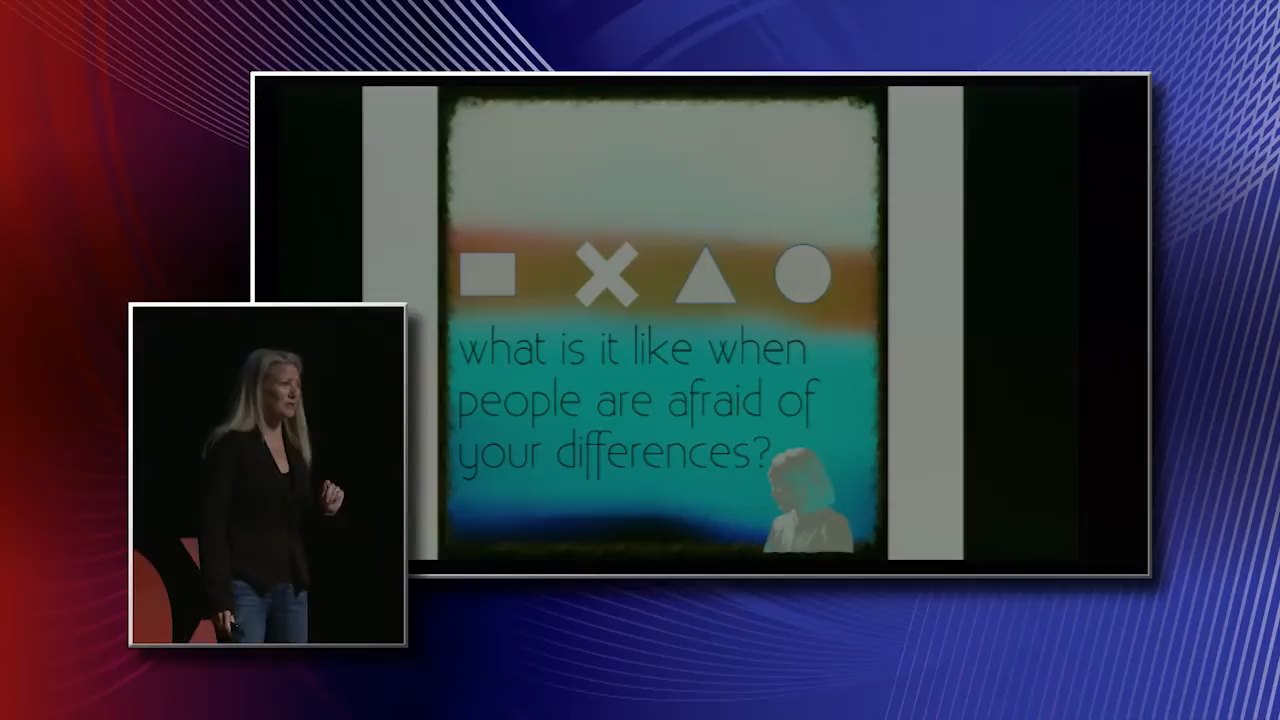 what is it like when
people are afraid of
your differences?